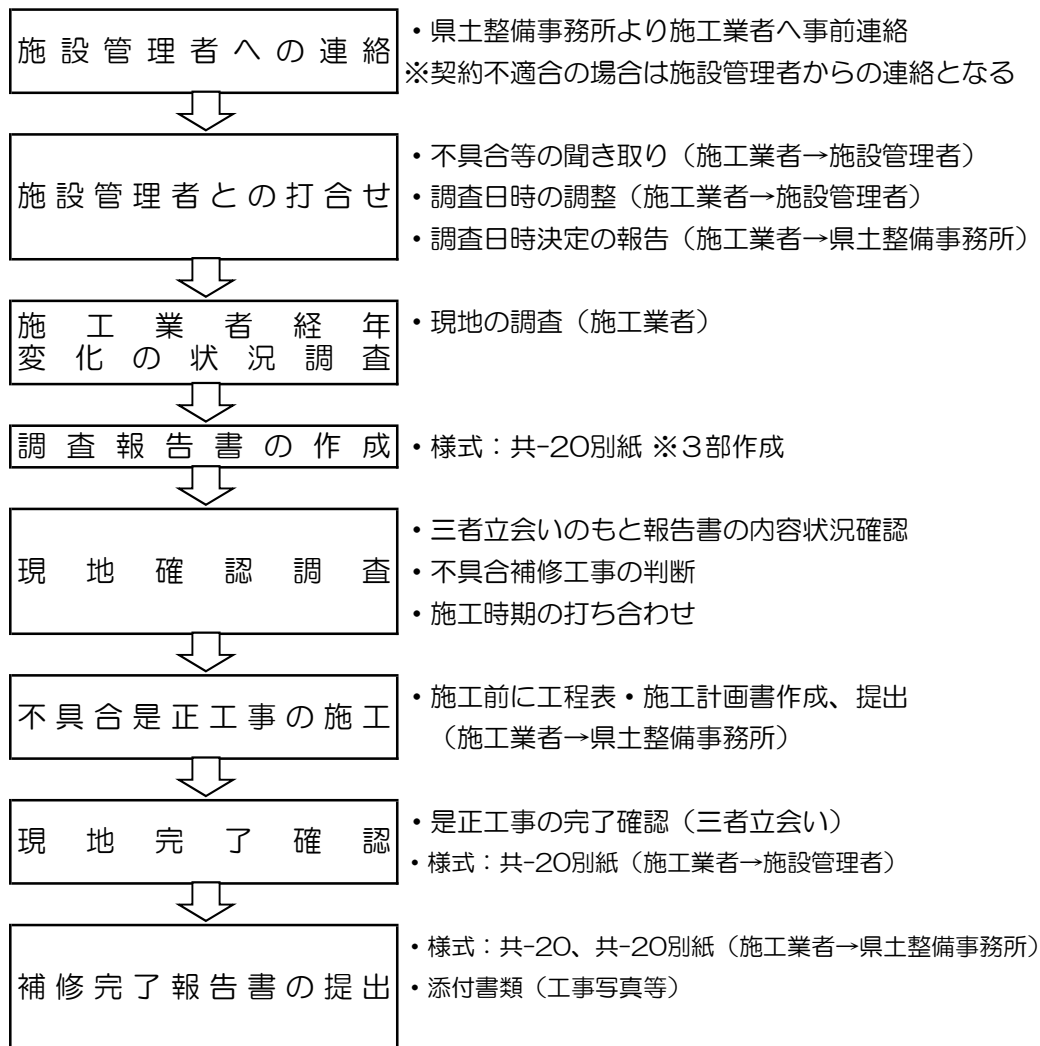 施設管理者への連絡
・県土整備事務所より施工業者へ事前連絡
※契約不適合の場合は施設管理者からの連絡となる
施設管理者との打合せ
・不具合等の聞き取り（施工業者→施設管理者）
・調査日時の調整（施工業者→施設管理者）
・調査日時決定の報告（施工業者→県土整備事務所）
施工業者経年
変化の状況調査
・現地の調査（施工業者）
調査報告書の作成
・様式：共-20別紙 ※３部作成
現地確認調査
・三者立会いのもと報告書の内容状況確認
・不具合補修工事の判断
・施工時期の打ち合わせ
不具合是正工事の施工
・施工前に工程表・施工計画書作成、提出
（施工業者→県土整備事務所）
現地完了確認
・是正工事の完了確認（三者立会い）
・様式：共-20別紙（施工業者→施設管理者）
補修完了報告書の提出
・様式：共-20、共-20別紙（施工業者→県土整備事務所）
・添付書類（工事写真等）